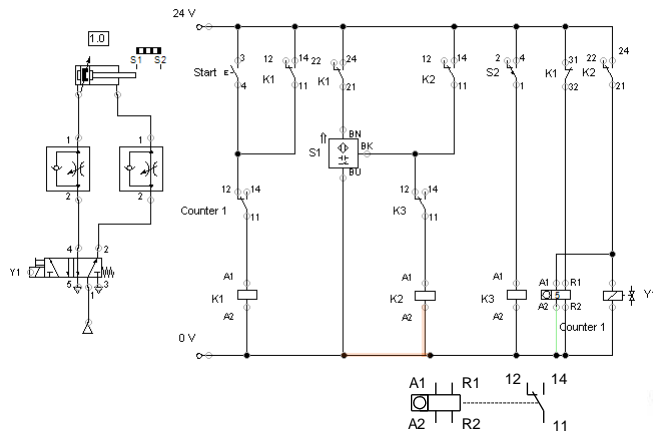 24 V
1.0
S1 S2
Start
3
4
12 14
K1
11
22 24
K1
21
12 14
K2
11
2 4
S2
1
31
K1
32
22 24
K2
21
1
2
1
2
S1
BN
BK
BU
12 14
Counter 1
11
12 14
K3
11
4 2
Y1
5 1 3
A1
K1
A2
A1
K2
A2
A1
K3
A2
A1 R1
5
A2 R2
Counter 1
Y1
0 V
A1 R1
A2 R2
12 14
11